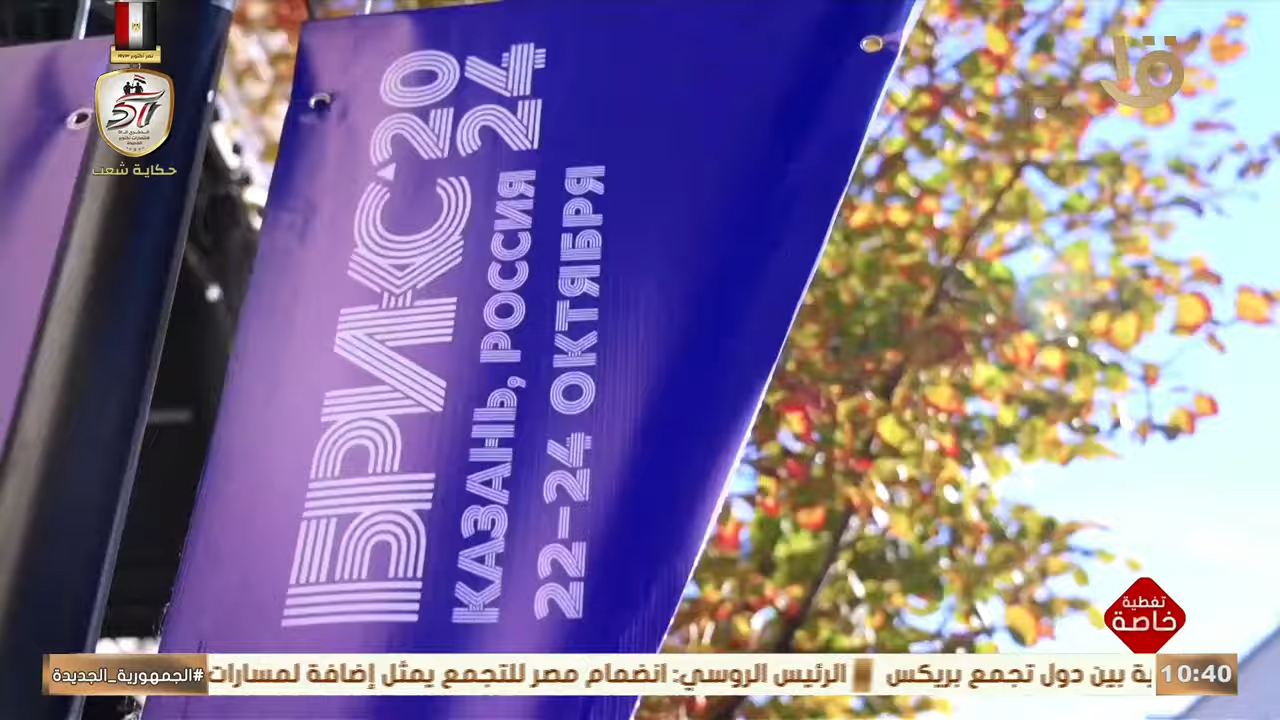 БРИКС 2024
КАЗАНЬ, РОССИЯ
22–24 ОКТЯБРЯ
حكاية شعب
تغطية
خاصة
10:40
ية بين دول تجمع بريكس
الرئيس الروسي: انضمام مصر للتجمع يمثل إضافة لمسارات
#الجمهورية_الجديدة